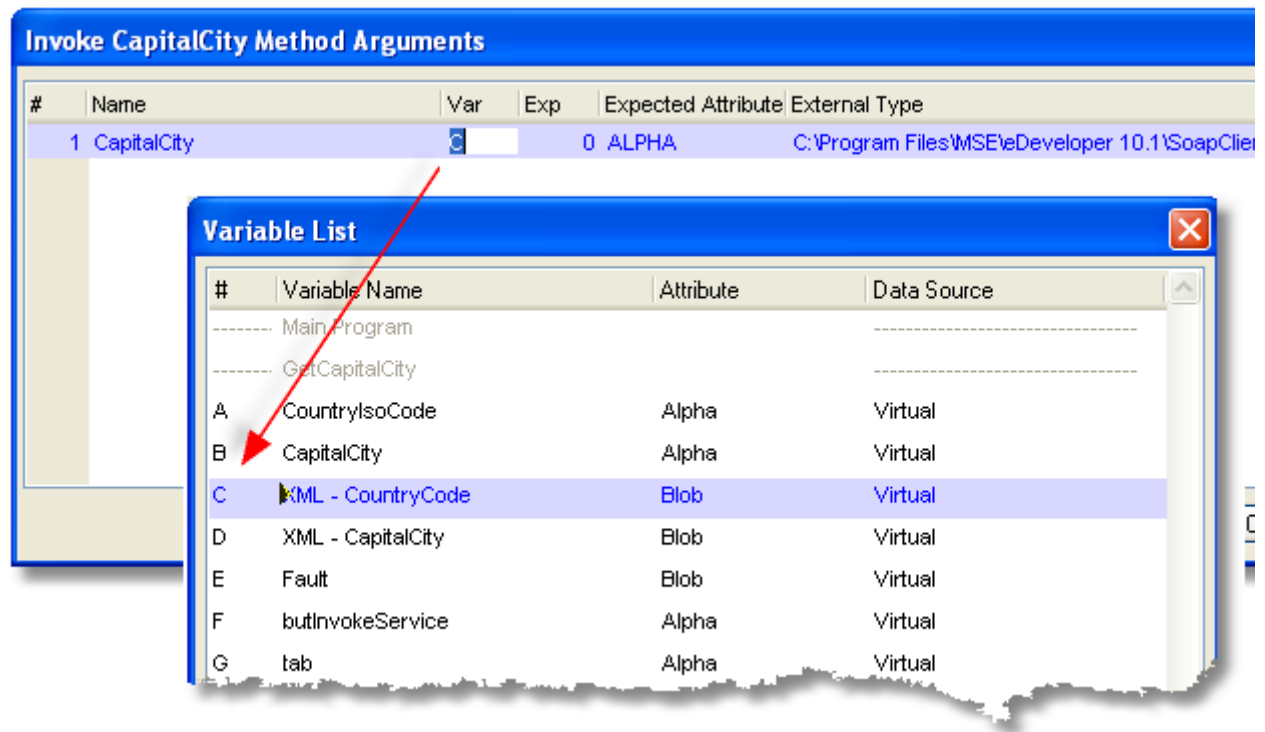 Invoke CapitalCity Method Arguments
# Name Var Exp Expected Attribute External Type
1 CapitalCity C 0 ALPHA C:\Program Files\MSE\eDeveloper 10.1\SoapClie
Variable List
# Variable Name Attribute Data Source
------- Main Program --------------------------------
------- GetCapitalCity --------------------------------
A CountryIsoCode Alpha Virtual
B CapitalCity Alpha Virtual
C XML - CountryCode Blob Virtual
D XML - CapitalCity Blob Virtual
E Fault Blob Virtual
F butInvokeService Alpha Virtual
G tab Alpha Virtual